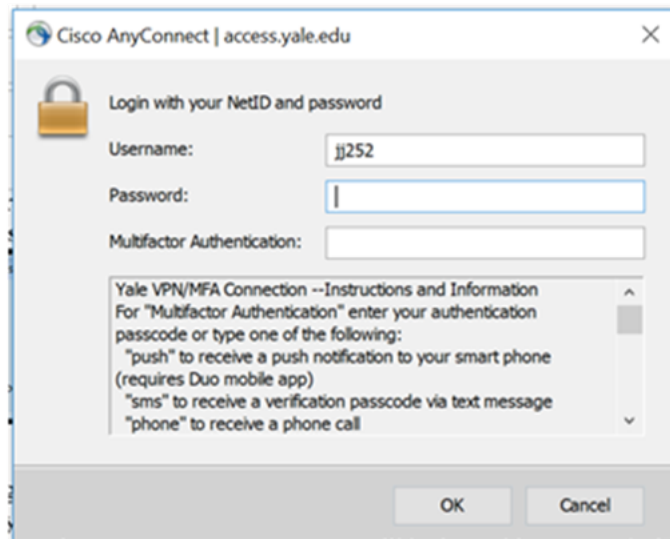 Cisco AnyConnect | access.yale.edu
Login with your NetID and password
Username: jj252
Password:
Multifactor Authentication:
Yale VPN/MFA Connection --Instructions and Information
For "Multifactor Authentication" enter your authentication
passcode or type one of the following:
"push" to receive a push notification to your smart phone
(requires Duo mobile app)
"sms" to receive a verification passcode via text message
"phone" to receive a phone call
OK Cancel